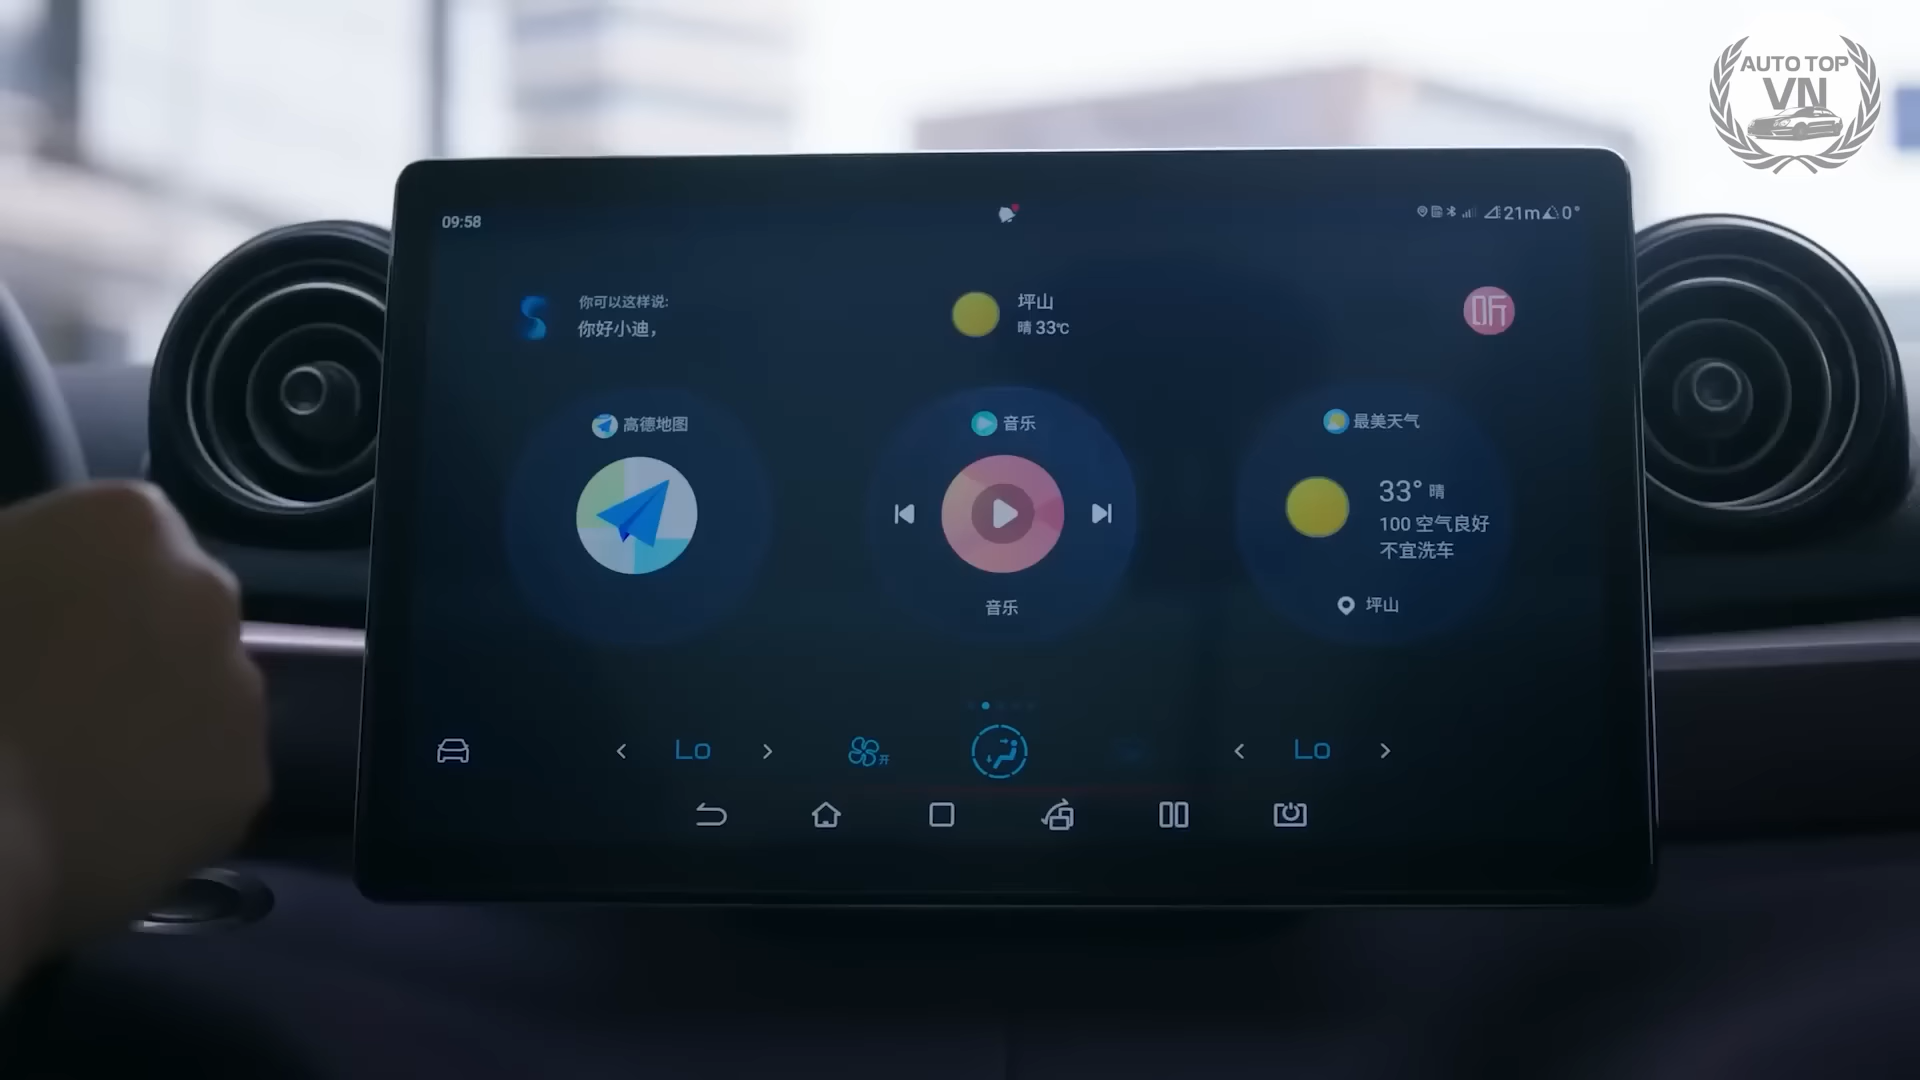 AUTO TOP
VN
09:58
21m 0°
你可以这样说:
你好小迪，
坪山
晴 33℃
听
高德地图
音乐
最美天气
33° 晴
100 空气良好
不宜洗车
音乐
坪山
Lo
开
Lo